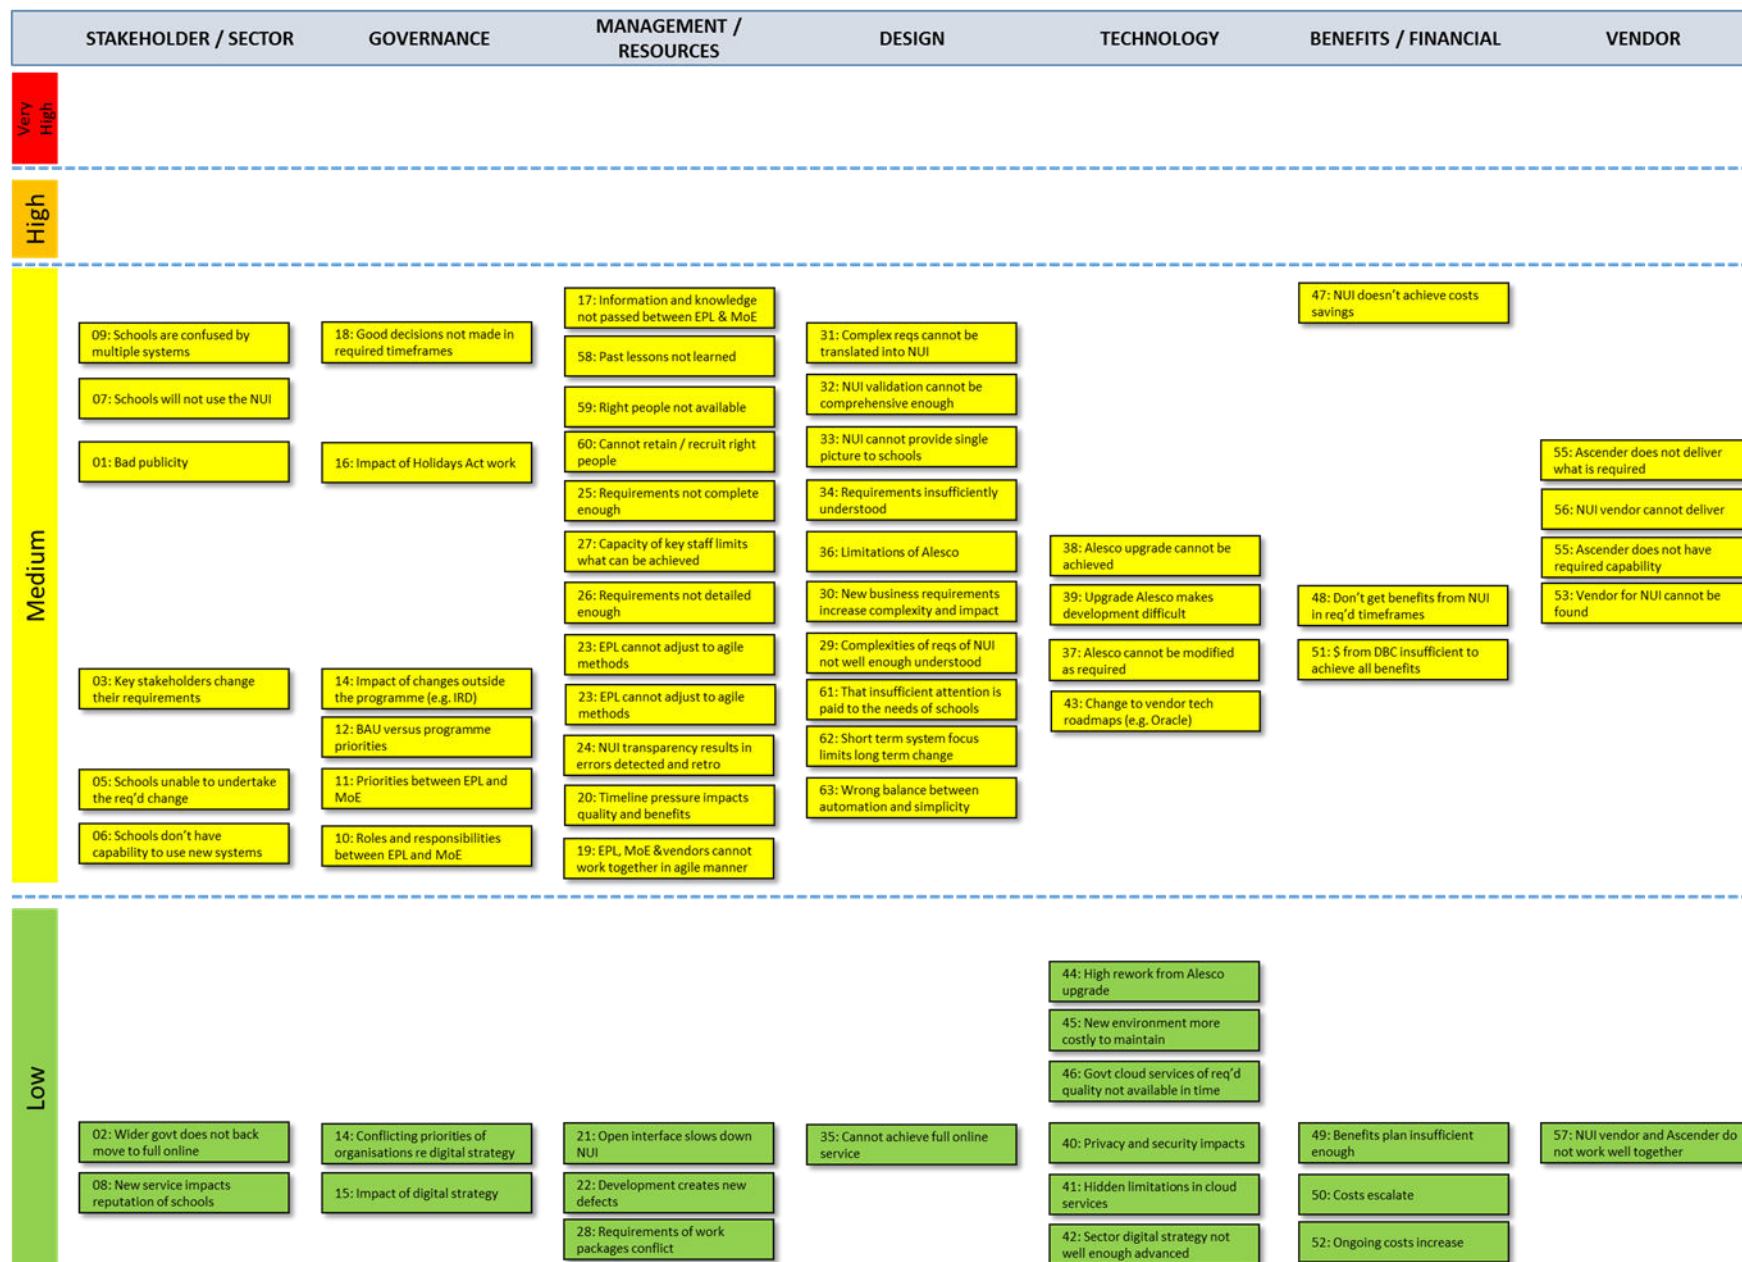 STAKEHOLDER / SECTOR
GOVERNANCE
MANAGEMENT /
RESOURCES
DESIGN
TECHNOLOGY
BENEFITS / FINANCIAL
VENDOR
Very
High
High
Medium
09: Schools are confused by
multiple systems
07: Schools will not use the NUI
01: Bad publicity
03: Key stakeholders change
their requirements
05: Schools unable to undertake
the req'd change
06: Schools don't have
capability to use new systems
18: Good decisions not made in
required timeframes
16: Impact of Holidays Act work
14: Impact of changes outside
the programme (e.g. IRD)
12: BAU versus programme
priorities
11: Priorities between EPL and
MoE
10: Roles and responsibilities
between EPL and MoE
17: Information and knowledge
not passed between EPL & MoE
58: Past lessons not learned
59: Right people not available
60: Cannot retain / recruit right
people
25: Requirements not complete
enough
27: Capacity of key staff limits
what can be achieved
26: Requirements not detailed
enough
23: EPL cannot adjust to agile
methods
23: EPL cannot adjust to agile
methods
24: NUI transparency results in
errors detected and retro
20: Timeline pressure impacts
quality and benefits
19: EPL, MoE &vendors cannot
work together in agile manner
31: Complex reqs cannot be
translated into NUI
32: NUI validation cannot be
comprehensive enough
33: NUI cannot provide single
picture to schools
34: Requirements insufficiently
understood
36: Limitations of Alesco
30: New business requirements
increase complexity and impact
29: Complexities of reqs of NUI
not well enough understood
61: That insufficient attention is
paid to the needs of schools
62: Short term system focus
limits long term change
63: Wrong balance between
automation and simplicity
38: Alesco upgrade cannot be
achieved
39: Upgrade Alesco makes
development difficult
37: Alesco cannot be modified
as required
43: Change to vendor tech
roadmaps (e.g. Oracle)
47: NUI doesn't achieve costs
savings
48: Don't get benefits from NUI
in req'd timeframes
51: $ from DBC insufficient to
achieve all benefits
55: Ascender does not deliver
what is required
56: NUI vendor cannot deliver
55: Ascender does not have
required capability
53: Vendor for NUI cannot be
found
Low
02: Wider govt does not back
move to full online
08: New service impacts
reputation of schools
14: Conflicting priorities of
organisations re digital strategy
15: Impact of digital strategy
21: Open interface slows down
NUI
22: Development creates new
defects
28: Requirements of work
packages conflict
35: Cannot achieve full online
service
44: High rework from Alesco
upgrade
45: New environment more
costly to maintain
46: Govt cloud services of req'd
quality not available in time
40: Privacy and security impacts
41: Hidden limitations in cloud
services
42: Sector digital strategy not
well enough advanced
49: Benefits plan insufficient
enough
50: Costs escalate
52: Ongoing costs increase
57: NUI vendor and Ascender do
not work well together